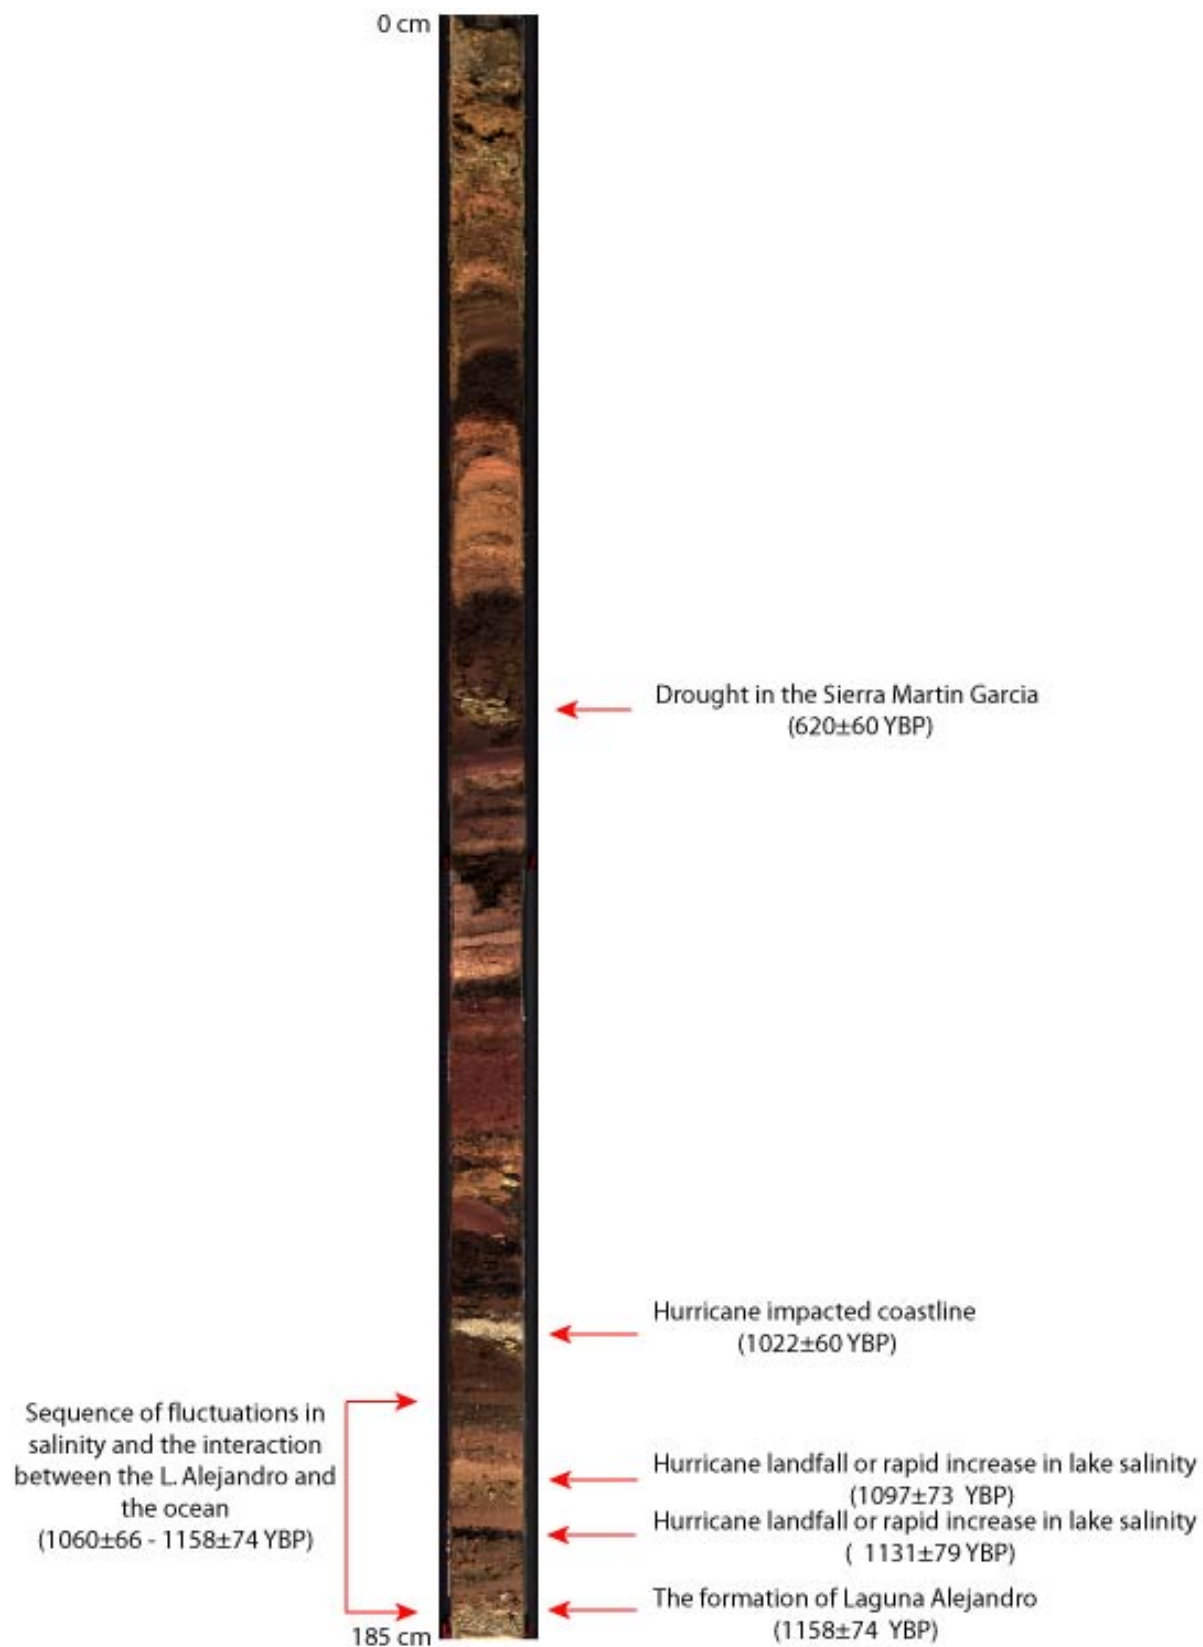 0 cm
Drought in the Sierra Martin Garcia
(620±60 YBP)
Hurricane impacted coastline
(1022±60 YBP)
Sequence of fluctuations in
salinity and the interaction
between the L. Alejandro and
the ocean
(1060±66 - 1158±74 YBP)
Hurricane landfall or rapid increase in lake salinity
(1097±73 YBP)
Hurricane landfall or rapid increase in lake salinity
( 1131±79 YBP)
The formation of Laguna Alejandro
(1158±74 YBP)
185 cm